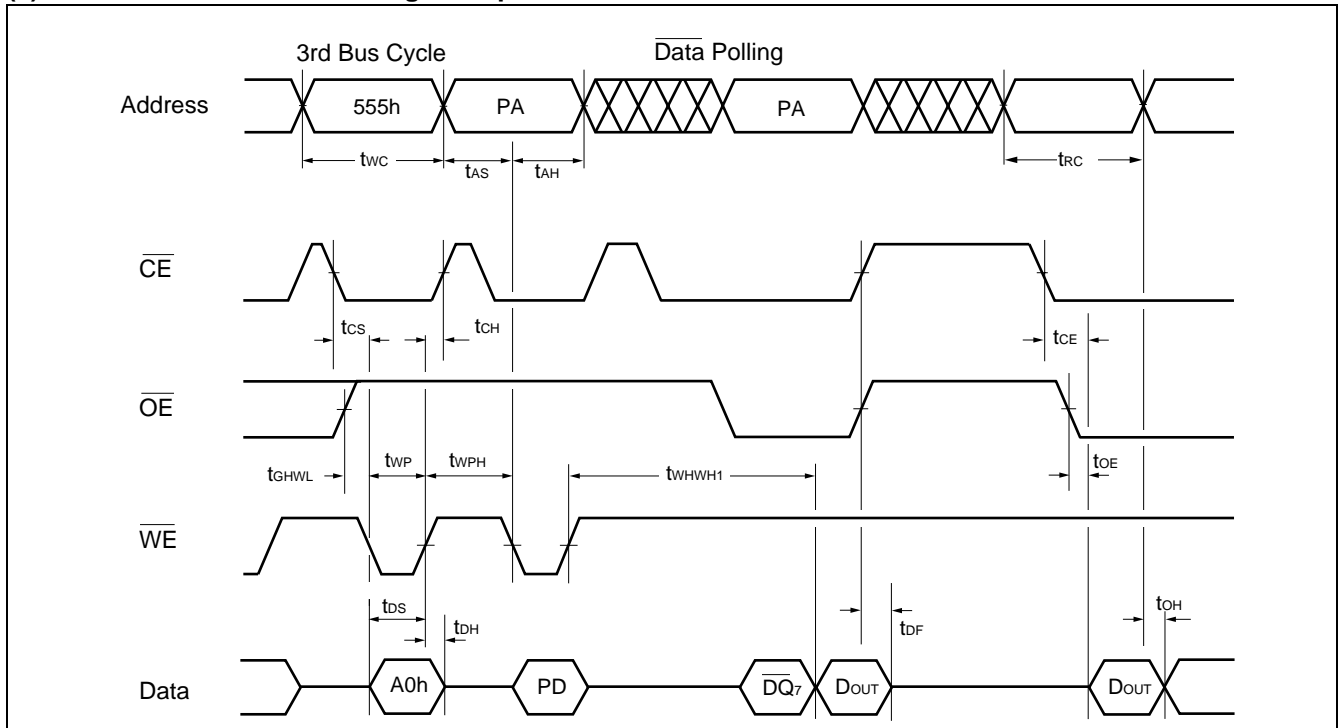 3rd Bus Cycle
Data Polling
Address
555h
PA
PA
tWC
tAS
tAH
tRC
CE
tCS
tCH
tCE
OE
tGHWL
tWP
tWPH
tWHWH1
tOE
WE
tDS
tDH
tDF
tOH
Data
A0h
PD
DQ7
DOUT
DOUT